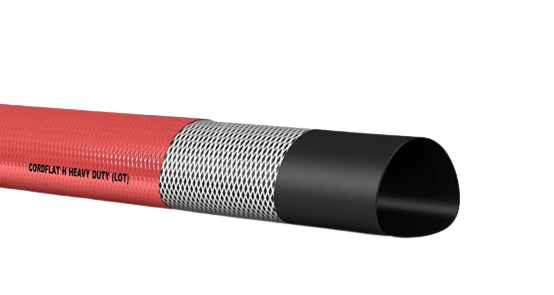 CORDFLAT H HEAVY DUTY (LOT)